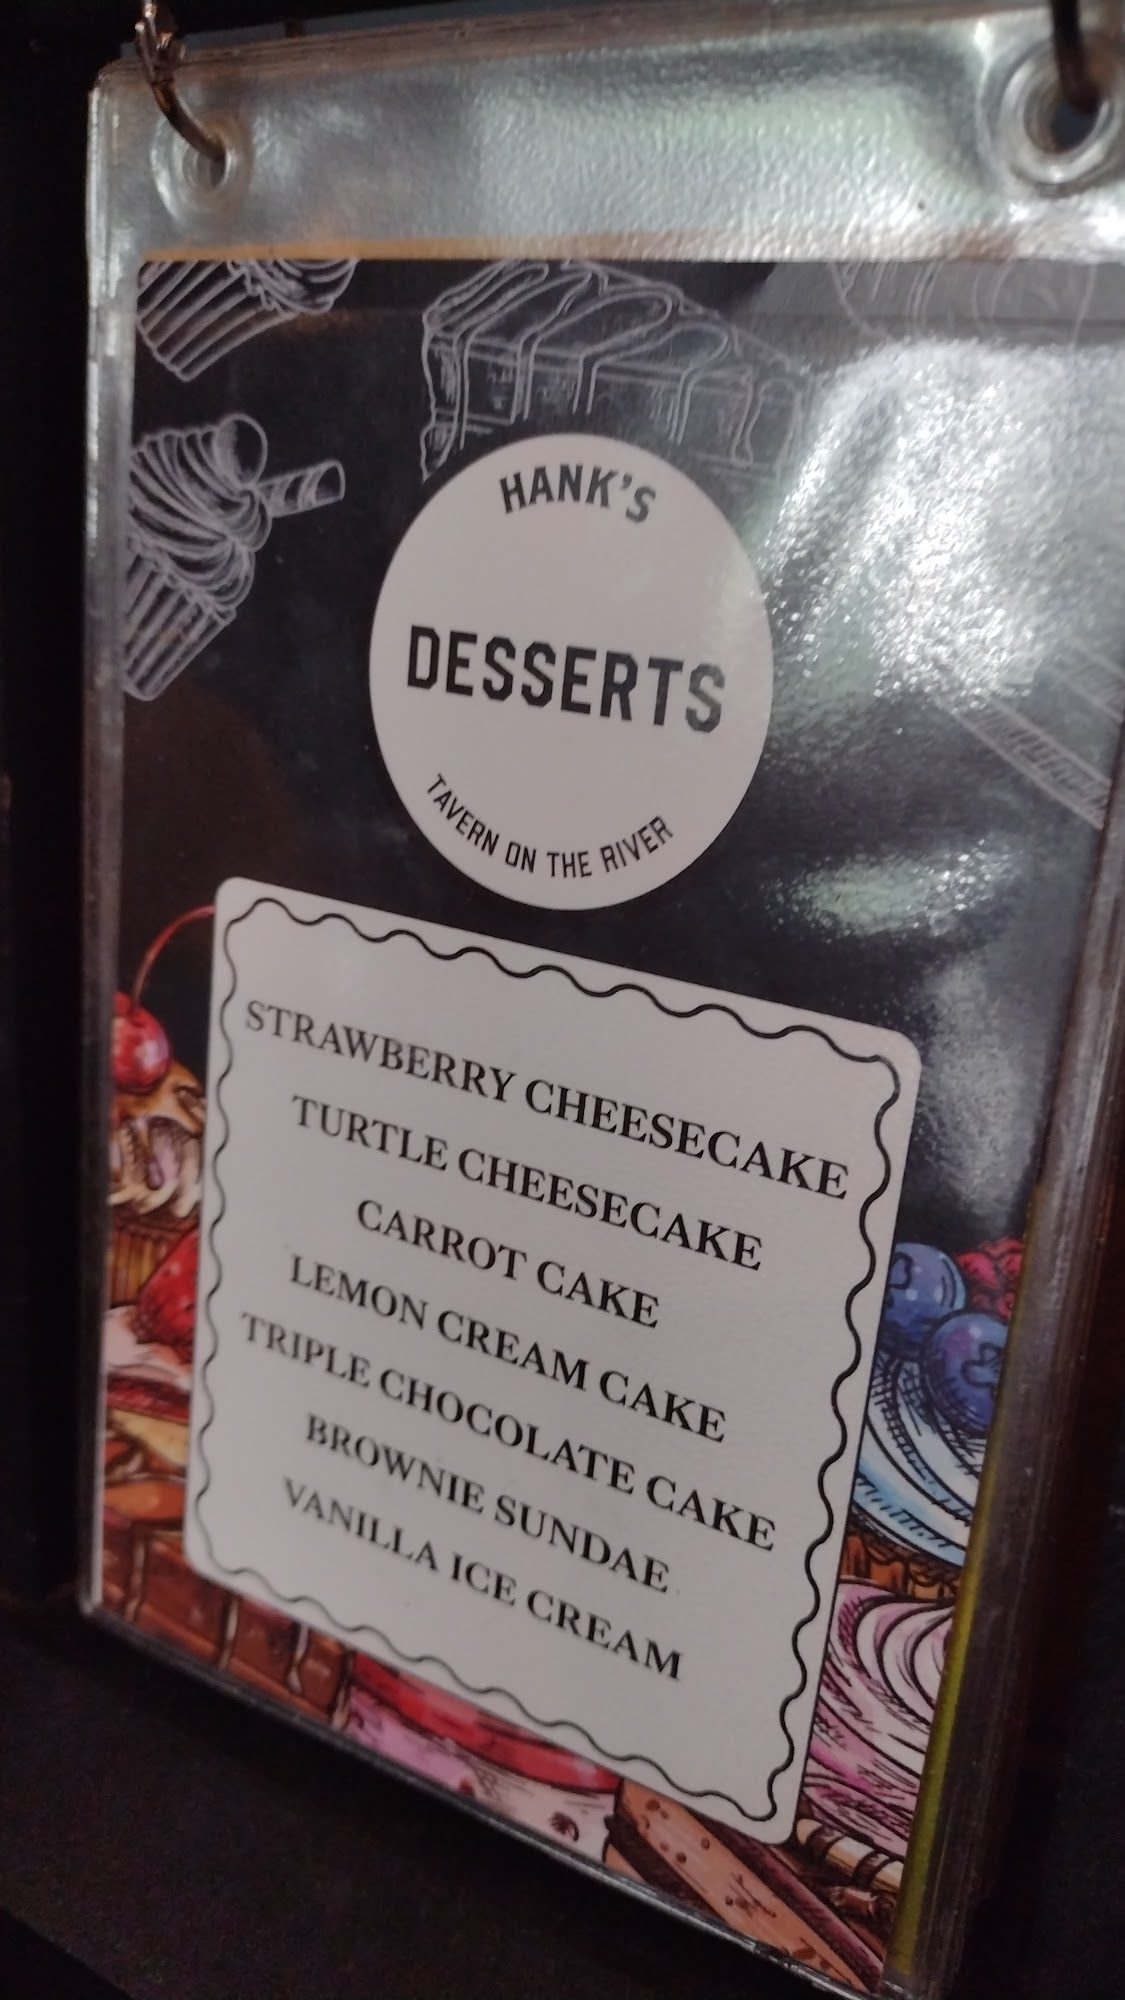 HANK'S
DESSERTS
TAVERN ON THE RIVER
STRAWBERRY CHEESECAKE
TURTLE CHEESECAKE
CARROT CAKE
LEMON CREAM CAKE
TRIPLE CHOCOLATE CAKE
BROWNIE SUNDAE
VANILLA ICE CREAM